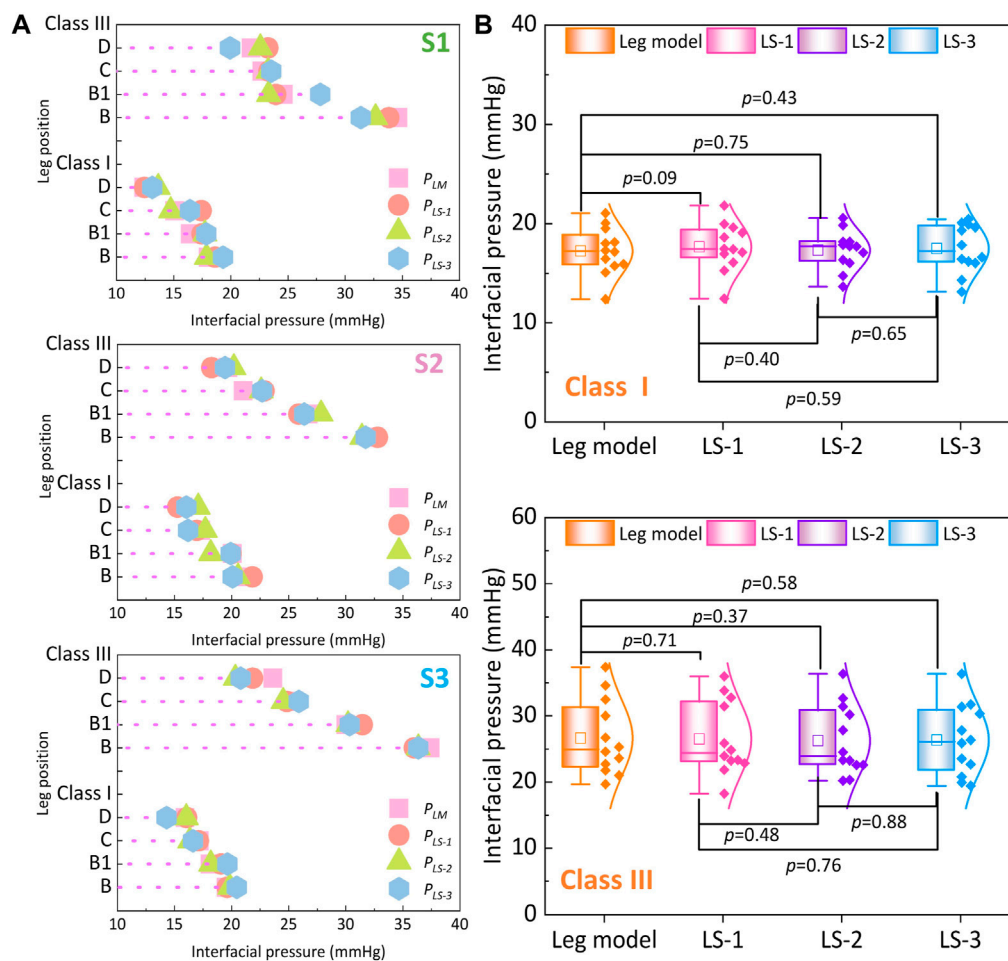 A
Class III
S1
D
C
B1
B
Leg position
Class I
D
C
B1
B
P_LM
P_LS-1
P_LS-2
P_LS-3
10 15 20 25 30 35 40
Interfacial pressure (mmHg)
Class III
S2
D
C
B1
B
Leg position
Class I
D
C
B1
B
P_LM
P_LS-1
P_LS-2
P_LS-3
10 15 20 25 30 35 40
Interfacial pressure (mmHg)
Class III
S3
D
C
B1
B
Leg position
Class I
D
C
B1
B
P_LM
P_LS-1
P_LS-2
P_LS-3
10 15 20 25 30 35 40
Interfacial pressure (mmHg)
B
Interfacial pressure (mmHg)
40
30
20
10
0
Leg model LS-1 LS-2 LS-3
p=0.43
p=0.75
p=0.09
p=0.65
p=0.40
p=0.59
Class I
Leg model LS-1 LS-2 LS-3
Interfacial pressure (mmHg)
60
50
40
30
20
10
0
Leg model LS-1 LS-2 LS-3
p=0.58
p=0.37
p=0.71
p=0.88
p=0.48
p=0.76
Class III
Leg model LS-1 LS-2 LS-3